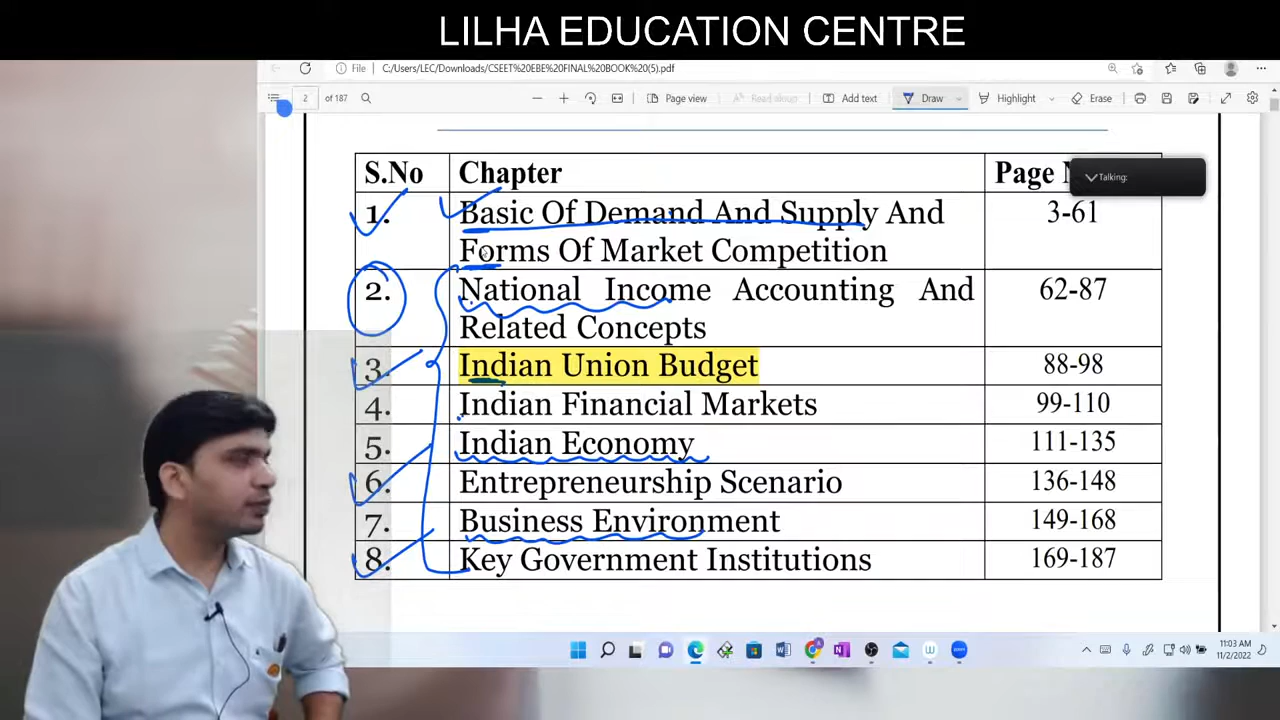 LILHA EDUCATION CENTRE
File C:/Users/LEC/Downloads/CSEET%20EBE%20FINAL%20BOOK%20(5).pdf
2 of 187 Page view Read aloud Add text Draw Highlight Erase
S.No Chapter Page N
Talking:
1. Basic Of Demand And Supply And 3-61
Forms Of Market Competition
2. National Income Accounting And 62-87
Related Concepts
3. Indian Union Budget 88-98
4. Indian Financial Markets 99-110
5. Indian Economy 111-135
6. Entrepreneurship Scenario 136-148
7. Business Environment 149-168
8. Key Government Institutions 169-187
11:03 AM
11/2/2022